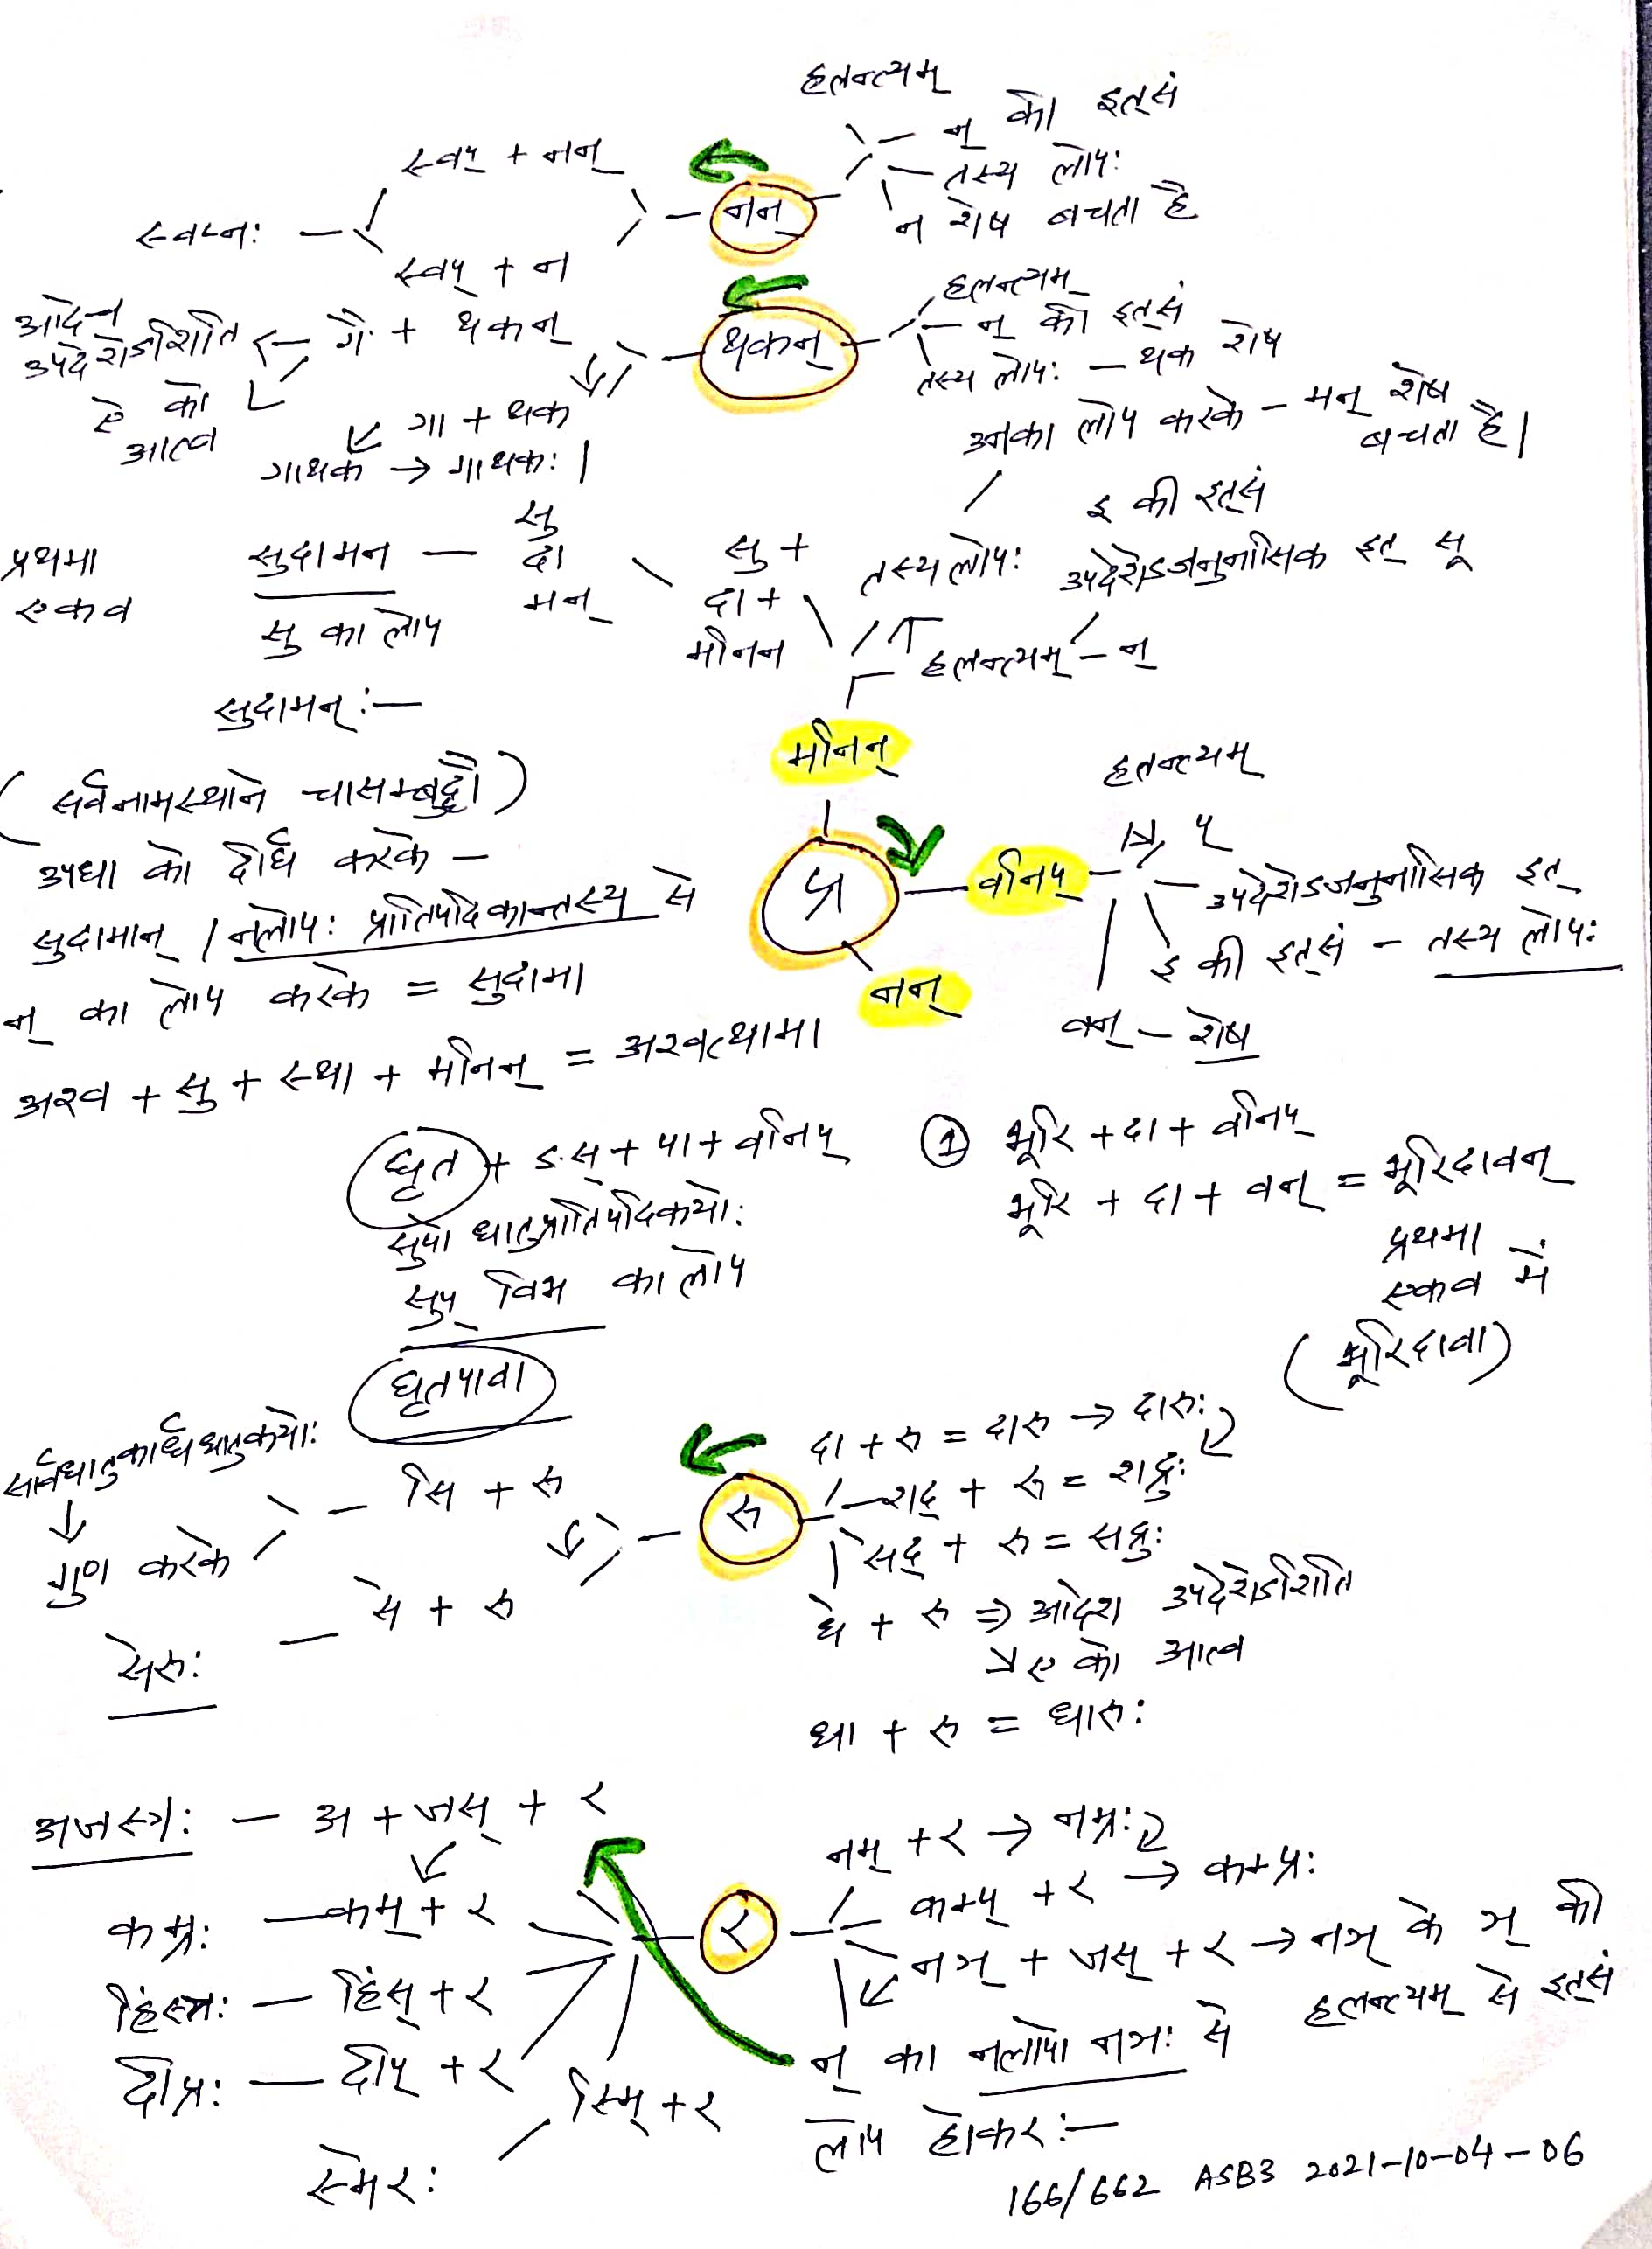 हलन्त्यम्
न् की इत्सं
तस्य लोपः
न शेष बचता है
स्वप् + नन्
स्वप्नः —
स्वप् + न
नन्
थकन्
हलन्त्यम्
न् की इत्सं
तस्य लोपः — थक शेष
गै + थकन्
आदेच
उपदेशेऽशिति
ऐ को
आत्व
गा + थक
गाथक → गाथकः ।
उनका लोप करके — मन् शेष
बचता है।
इ की इत्सं
उपदेशेऽजनुनासिक इत् सू
तस्य लोपः
हलन्त्यम् — न्
सु +
दा +
मनिन
सु
दा
मन्
प्रथमा
एकव
सुदामन —
सु का लोप
सुदामन् :—
(सर्वनामस्थाने चासम्बुद्धौ)
उपधा को दीर्घ करके —
सुदामान् / नलोपः प्रातिपदिकान्तस्य से
न् का लोप करके = सुदामा
अश्व + सु + स्था + मनिन् = अश्वत्थामा
मनिन्
प्र
वनिप्
नन्
हलन्त्यम्
प्
उपदेशेऽजनुनासिक इत्
इ की इत्सं — तस्य लोपः
वन् — शेष
घृत + ङस् + पा + वनिप्
सुपो धातुप्रातिपदिकयोः
सुप् विभ का लोप
घृतपावा
① भूरि + दा + वनिप्
भूरि + दा + वन् = भूरिदावन्
प्रथमा
एकव में
(भूरिदावा)
सार्वधातुकार्धधातुकयोः
गुण करके
सि + रु
से + रु
सेरुः
रु
दा + रु = दारु → दारुः
शद् + रु = शद्रुः
सद् + रु = सद्रुः
धे + रु ⇒ आदेश उपदेशेऽशिति
ए को आत्व
धा + रु = धारुः
अजस्रः — अ + जस् + र
कम्रः — कम् + र
हिंस्रः — हिंस् + र
दीप्रः — दीप् + र
स्मि + र
स्मेरः
र
नम् + र → नम्रः
कम्प् + र → कम्प्रः
नञ् + जस् + र → नञ् के ञ् की
हलन्त्यम् से इत्सं
न् का नलोपो नञः से
लोप होकर :—
166/662 ASB3 2021-10-04-06